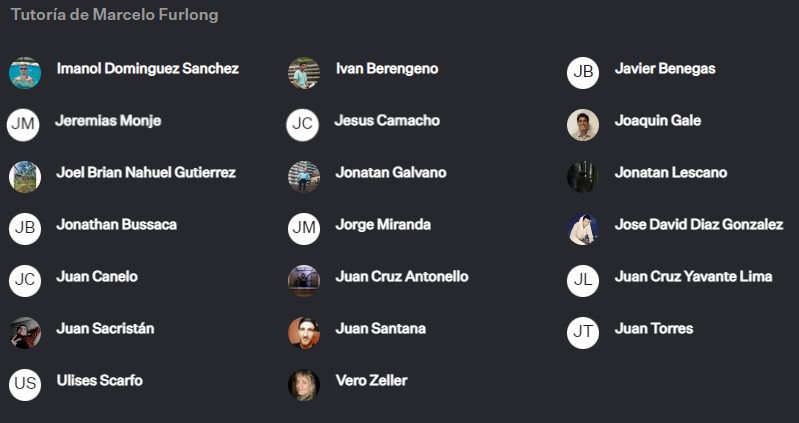 Tutoría de Marcelo Furlong
Imanol Dominguez Sanchez
Ivan Berengeno
JB Javier Benegas
JM Jeremias Monje
JC Jesus Camacho
Joaquin Gale
Joel Brian Nahuel Gutierrez
Jonatan Galvano
Jonatan Lescano
JB Jonathan Bussaca
JM Jorge Miranda
Jose David Diaz Gonzalez
JC Juan Canelo
Juan Cruz Antonello
JL Juan Cruz Yavante Lima
Juan Sacristán
Juan Santana
JT Juan Torres
US Ulises Scarfo
Vero Zeller